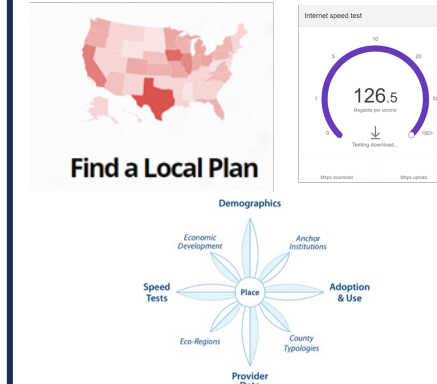 Find a Local Plan
Internet speed test
10
5
20
1
50
126.5
Megabits per second
0
100+
Testing download...
Mbps download
Mbps upload
Demographics
Economic
Development
Anchor
Institutions
Speed
Tests
Place
Adoption
& Use
Eco-Regions
County
Typologies
Provider
Data